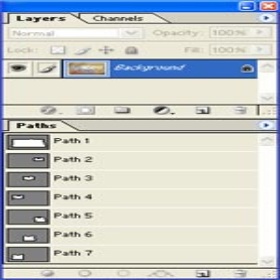 Layers Channels
Normal Opacity: 100%
Lock: Fill: 100%
Background
Paths
Path 1
Path 2
Path 3
Path 4
Path 5
Path 6
Path 7